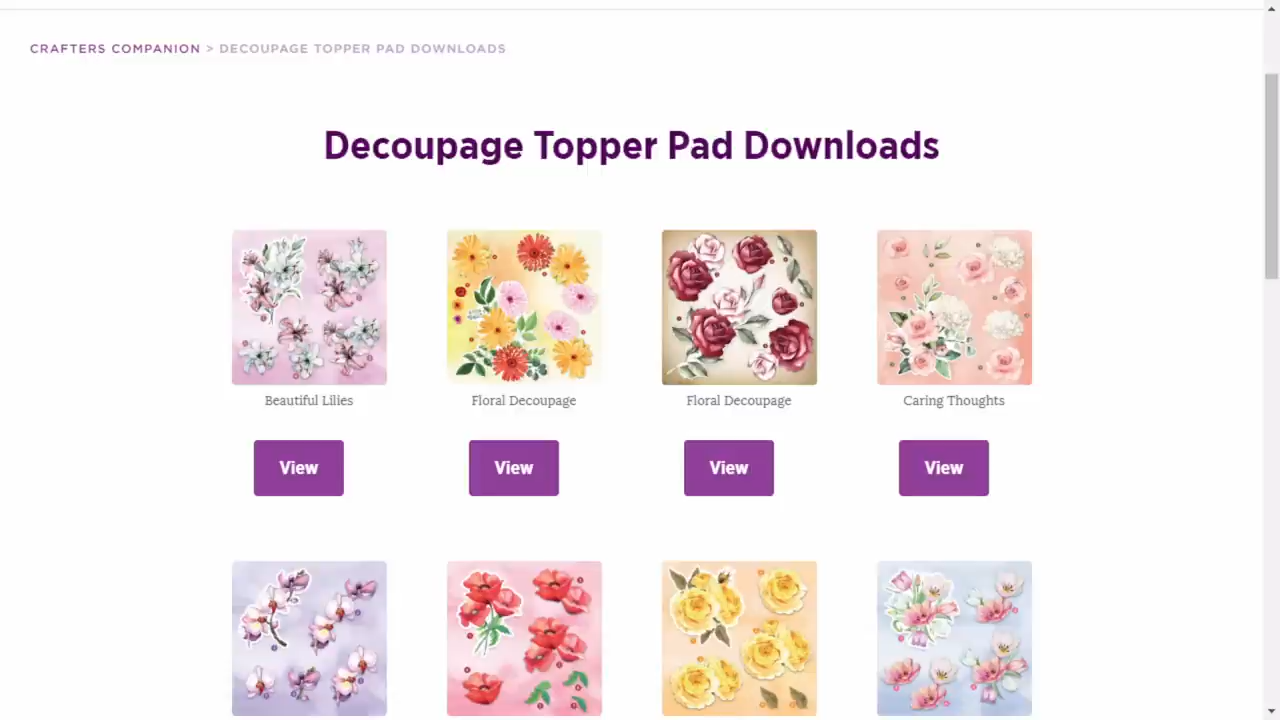 CRAFTERS COMPANION > DECOUPAGE TOPPER PAD DOWNLOADS
Decoupage Topper Pad Downloads
Beautiful Lilies
Floral Decoupage
Floral Decoupage
Caring Thoughts
View
View
View
View